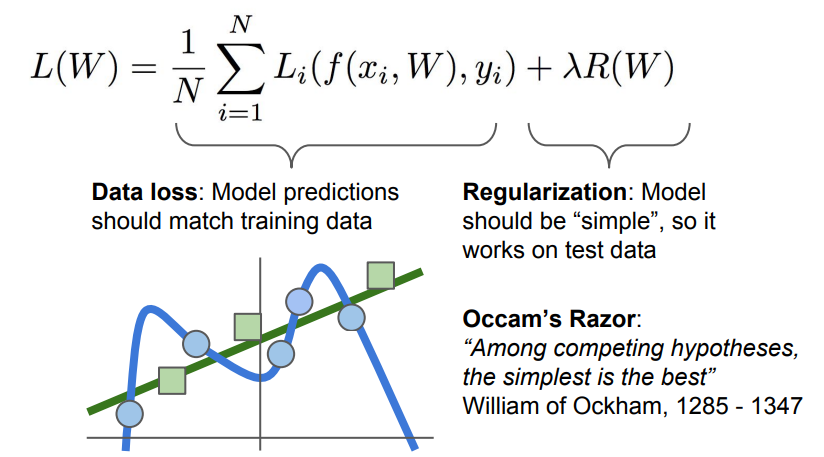 L(W) = \frac{1}{N} \sum_{i=1}^{N} L_i(f(x_i, W), y_i) + λR(W)
Data loss: Model predictions
should match training data
Regularization: Model
should be “simple”, so it
works on test data
Occam’s Razor:
“Among competing hypotheses,
the simplest is the best”
William of Ockham, 1285 - 1347